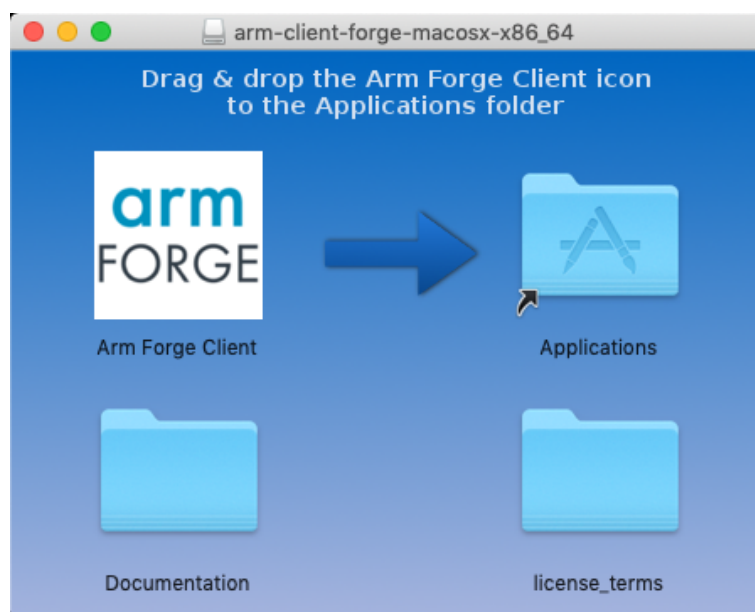 arm-client-forge-macosx-x86_64
Drag & drop the Arm Forge Client icon
to the Applications folder
arm
FORGE
Arm Forge Client
Applications
Documentation
license_terms